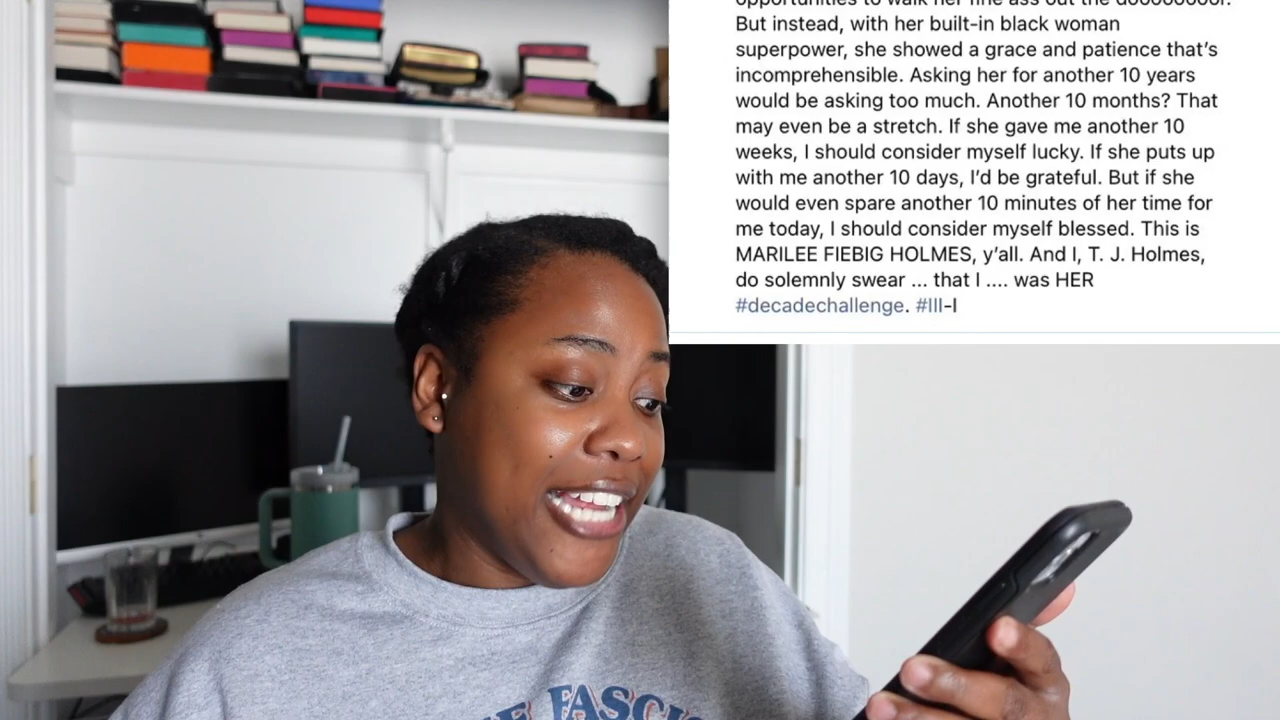 opportunities to walk her fine ass out the dooooooor.
But instead, with her built-in black woman
superpower, she showed a grace and patience that's
incomprehensible. Asking her for another 10 years
would be asking too much. Another 10 months? That
may even be a stretch. If she gave me another 10
weeks, I should consider myself lucky. If she puts up
with me another 10 days, I'd be grateful. But if she
would even spare another 10 minutes of her time for
me today, I should consider myself blessed. This is
MARILEE FIEBIG HOLMES, y'all. And I, T. J. Holmes,
do solemnly swear ... that I .... was HER
#decadechallenge. #lll-l